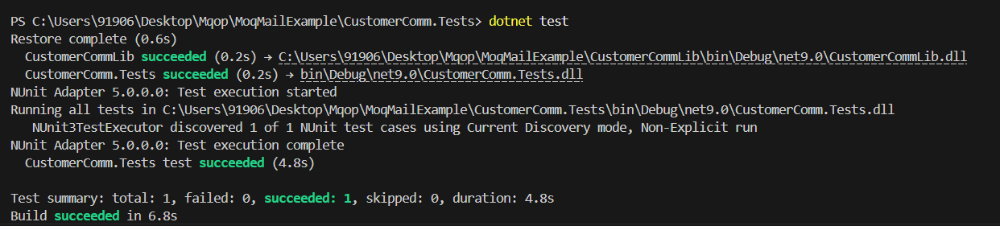 PS C:\Users\91906\Desktop\Mqop\MoqMailExample\CustomerComm.Tests> dotnet test
Restore complete (0.6s)
  CustomerCommLib succeeded (0.2s) → C:\Users\91906\Desktop\Mqop\MoqMailExample\CustomerCommLib\bin\Debug\net9.0\CustomerCommLib.dll
  CustomerComm.Tests succeeded (0.2s) → bin\Debug\net9.0\CustomerComm.Tests.dll
NUnit Adapter 5.0.0.0: Test execution started
Running all tests in C:\Users\91906\Desktop\Mqop\MoqMailExample\CustomerComm.Tests\bin\Debug\net9.0\CustomerComm.Tests.dll
   NUnit3TestExecutor discovered 1 of 1 NUnit test cases using Current Discovery mode, Non-Explicit run
NUnit Adapter 5.0.0.0: Test execution complete
  CustomerComm.Tests test succeeded (4.8s)

Test summary: total: 1, failed: 0, succeeded: 1, skipped: 0, duration: 4.8s
Build succeeded in 6.8s